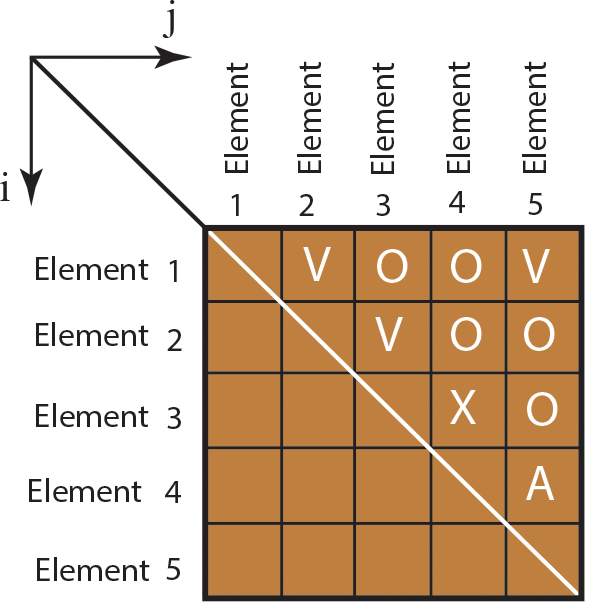 j
i
Element 1
Element 2
Element 3
Element 4
Element 5
Element 1 V O O V
Element 2 V O O
Element 3 X O
Element 4 A
Element 5